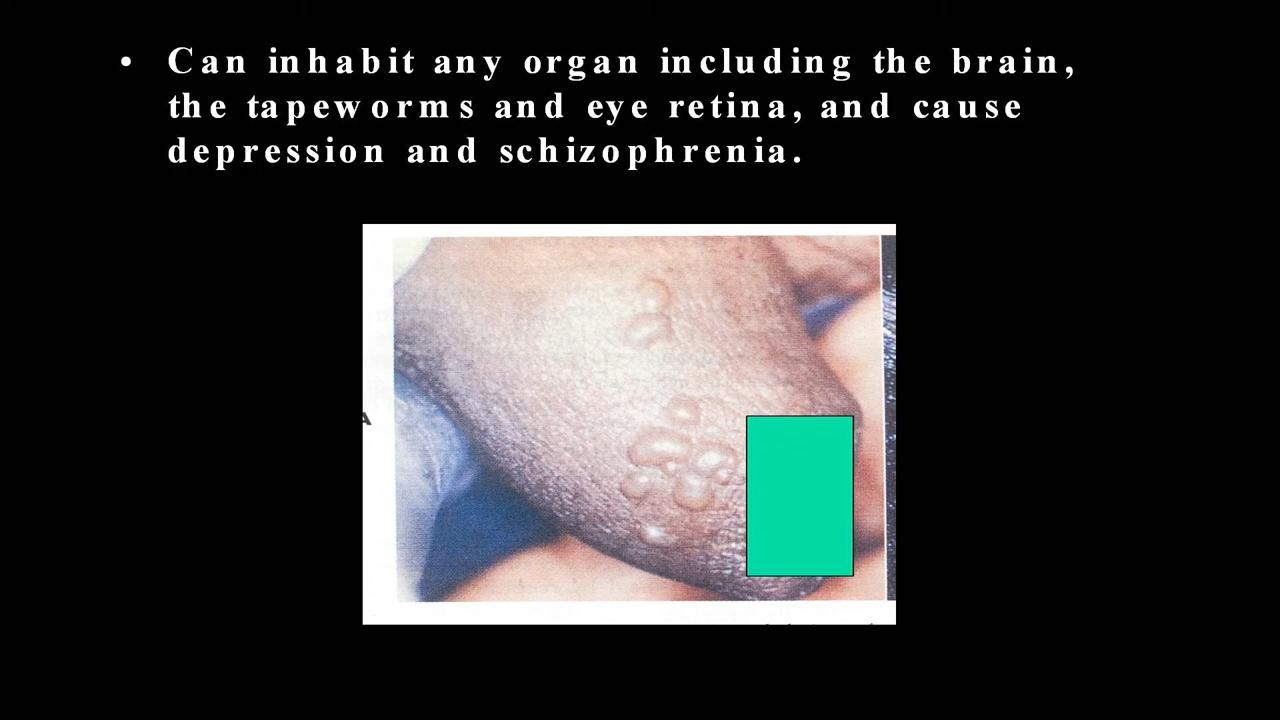 • Can inhabit any organ including the brain,
the tapeworms and eye retina, and cause
depression and schizophrenia.
A